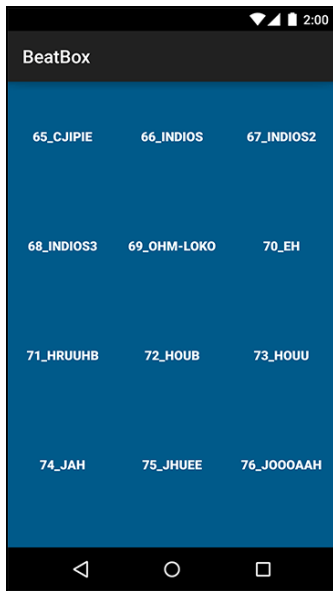 2:00
BeatBox
65_CJIPIE 66_INDIOS 67_INDIOS2
68_INDIOS3 69_OHM-LOKO 70_EH
71_HRUUHB 72_HOUB 73_HOUU
74_JAH 75_JHUEE 76_JOOOAAH